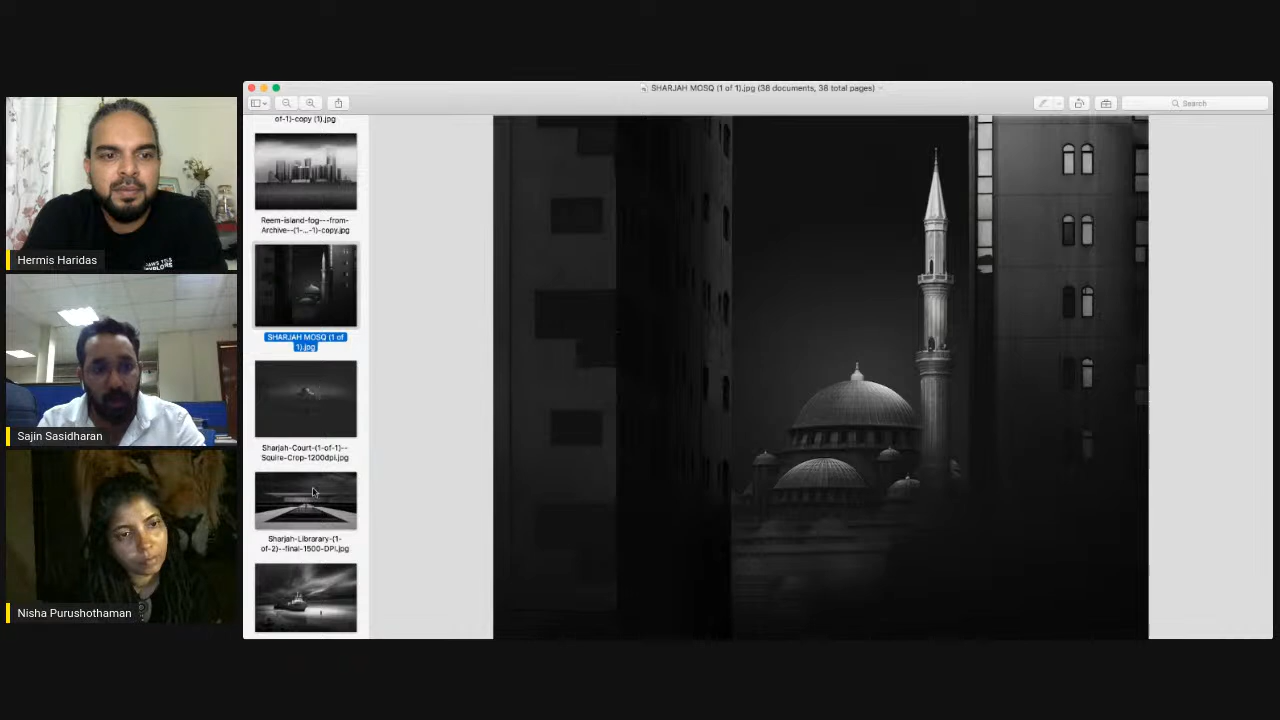 SHARJAH MOSQ (1 of 1).jpg (38 documents, 38 total pages)
Search
of-1)-copy (1).jpg
Reem-island-fog---from-
Archive--(1-...-1)-copy.jpg
SHARJAH MOSQ (1 of
1).jpg
Sharjah-Court-(1-of-1)--
Squire-Crop-1200dpi.jpg
Sharjah-Librarary-(1-
of-2)--final-1500-DPI.jpg
Hermis Haridas
Sajin Sasidharan
Nisha Purushothaman